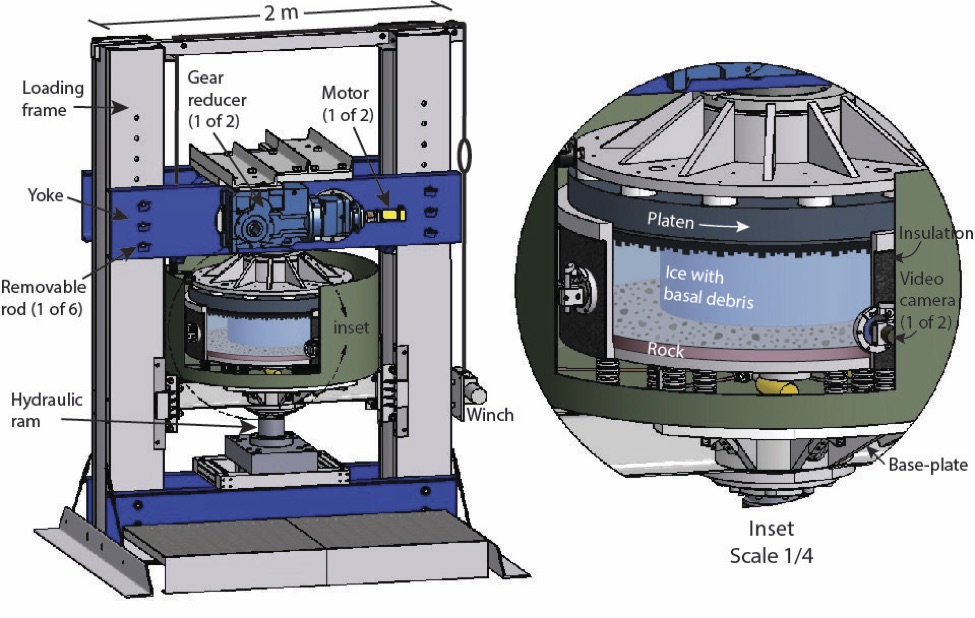 2 m
Loading
frame
Gear
reducer
(1 of 2)
Motor
(1 of 2)
Yoke
Removable
rod (1 of 6)
inset
Hydraulic
ram
Winch
Platen
Insulation
Ice with
basal debris
Video
camera
(1 of 2)
Rock
Base-plate
Inset
Scale 1/4